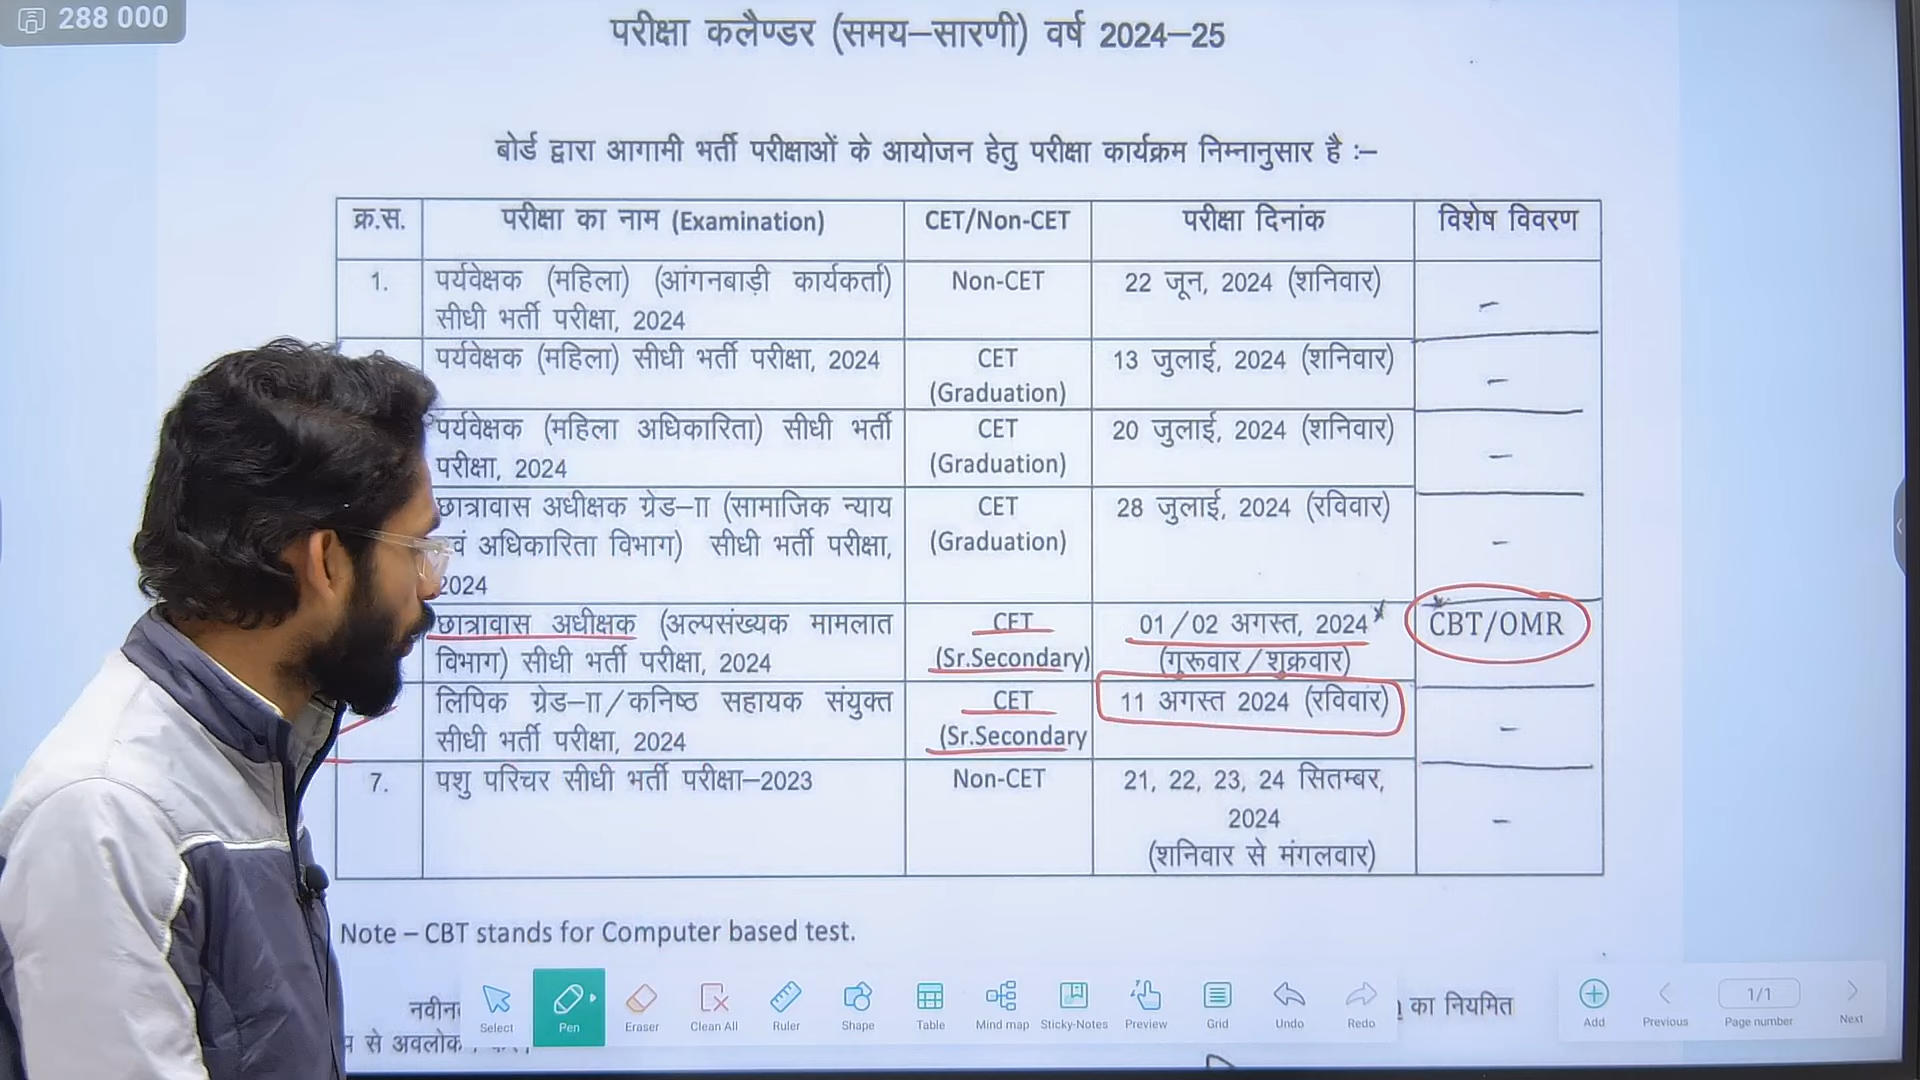 288 000
परीक्षा कलैण्डर (समय–सारणी) वर्ष 2024–25
बोर्ड द्वारा आगामी भर्ती परीक्षाओं के आयोजन हेतु परीक्षा कार्यक्रम निम्नानुसार है :–
क्र.स. परीक्षा का नाम (Examination) CET/Non-CET परीक्षा दिनांक विशेष विवरण
1. पर्यवेक्षक (महिला) (आंगनबाड़ी कार्यकर्ता) Non-CET 22 जून, 2024 (शनिवार) –
सीधी भर्ती परीक्षा, 2024
पर्यवेक्षक (महिला) सीधी भर्ती परीक्षा, 2024 CET 13 जुलाई, 2024 (शनिवार) –
(Graduation)
पर्यवेक्षक (महिला अधिकारिता) सीधी भर्ती CET 20 जुलाई, 2024 (शनिवार) –
परीक्षा, 2024 (Graduation)
छात्रावास अधीक्षक ग्रेड–II (सामाजिक न्याय CET 28 जुलाई, 2024 (रविवार) –
अधिकारिता विभाग) सीधी भर्ती परीक्षा, (Graduation)
2024
छात्रावास अधीक्षक (अल्पसंख्यक मामलात CET 01/02 अगस्त, 2024 CBT/OMR
विभाग) सीधी भर्ती परीक्षा, 2024 (Sr.Secondary) (गुरूवार/शुक्रवार)
लिपिक ग्रेड–II/कनिष्ठ सहायक संयुक्त CET 11 अगस्त 2024 (रविवार) –
सीधी भर्ती परीक्षा, 2024 (Sr.Secondary
7. पशु परिचर सीधी भर्ती परीक्षा–2023 Non-CET 21, 22, 23, 24 सितम्बर, –
2024
(शनिवार से मंगलवार)
Note – CBT stands for Computer based test.
का नियमित
से
Select Pen Eraser Clean All Ruler Shape Table Mind map Sticky-Notes Preview Grid Undo Redo
Add Previous 1/1 Page number Next